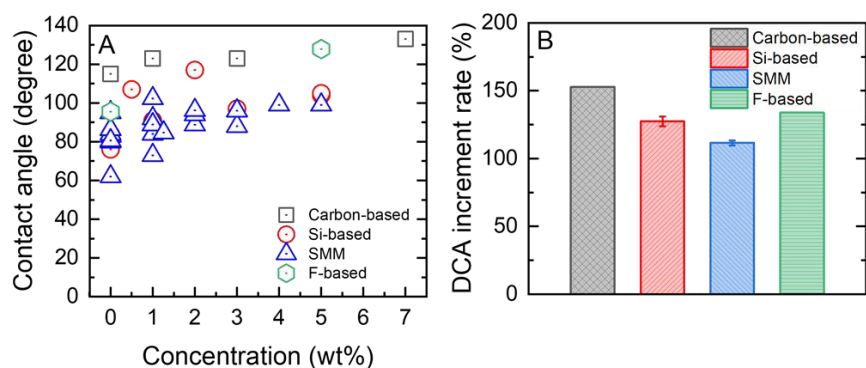 A
Contact angle (degree)
140
120
100
80
60
40
20
0
Carbon-based
Si-based
SMM
F-based
0 1 2 3 4 5 6 7
Concentration (wt%)
B
DCA increment rate (%)
200
150
100
50
0
Carbon-based
Si-based
SMM
F-based